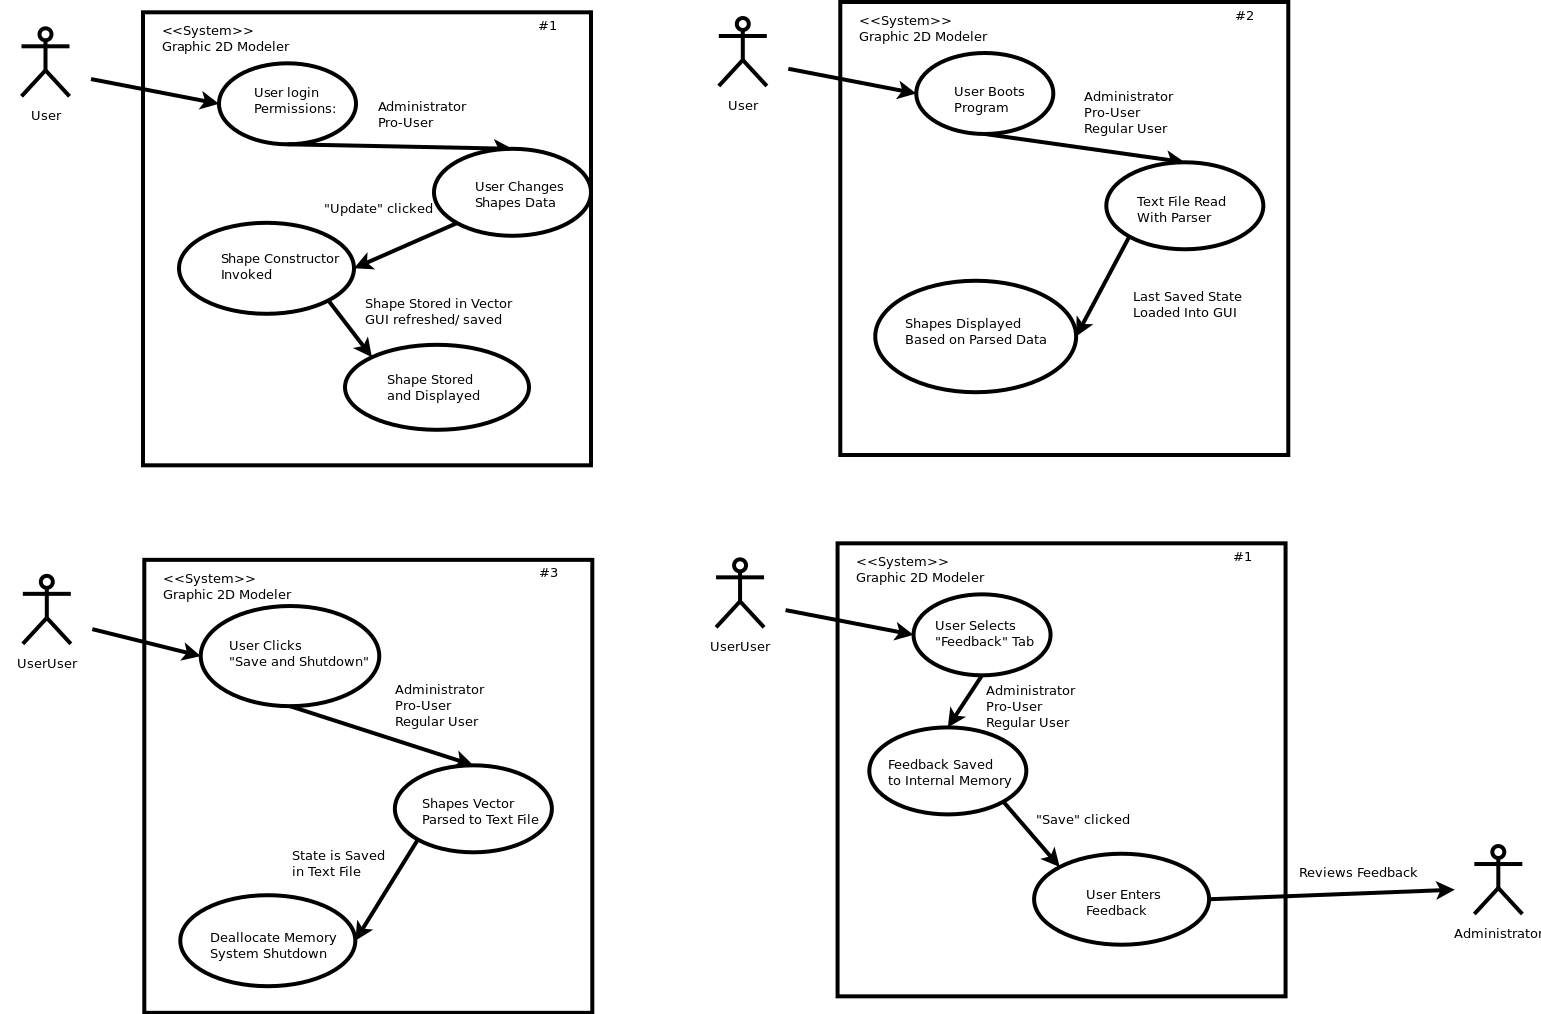 #1
<<System>>
Graphic 2D Modeler
User
User login
Permissions:
Administrator
Pro-User
User Changes
Shapes Data
"Update" clicked
Shape Constructor
Invoked
Shape Stored in Vector
GUI refreshed/ saved
Shape Stored
and Displayed
#2
<<System>>
Graphic 2D Modeler
User
User Boots
Program
Administrator
Pro-User
Regular User
Text File Read
With Parser
Last Saved State
Loaded Into GUI
Shapes Displayed
Based on Parsed Data
#3
<<System>>
Graphic 2D Modeler
UserUser
User Clicks
"Save and Shutdown"
Administrator
Pro-User
Regular User
Shapes Vector
Parsed to Text File
State is Saved
in Text File
Deallocate Memory
System Shutdown
#1
<<System>>
Graphic 2D Modeler
UserUser
User Selects
"Feedback" Tab
Administrator
Pro-User
Regular User
Feedback Saved
to Internal Memory
"Save" clicked
User Enters
Feedback
Reviews Feedback
Administrator